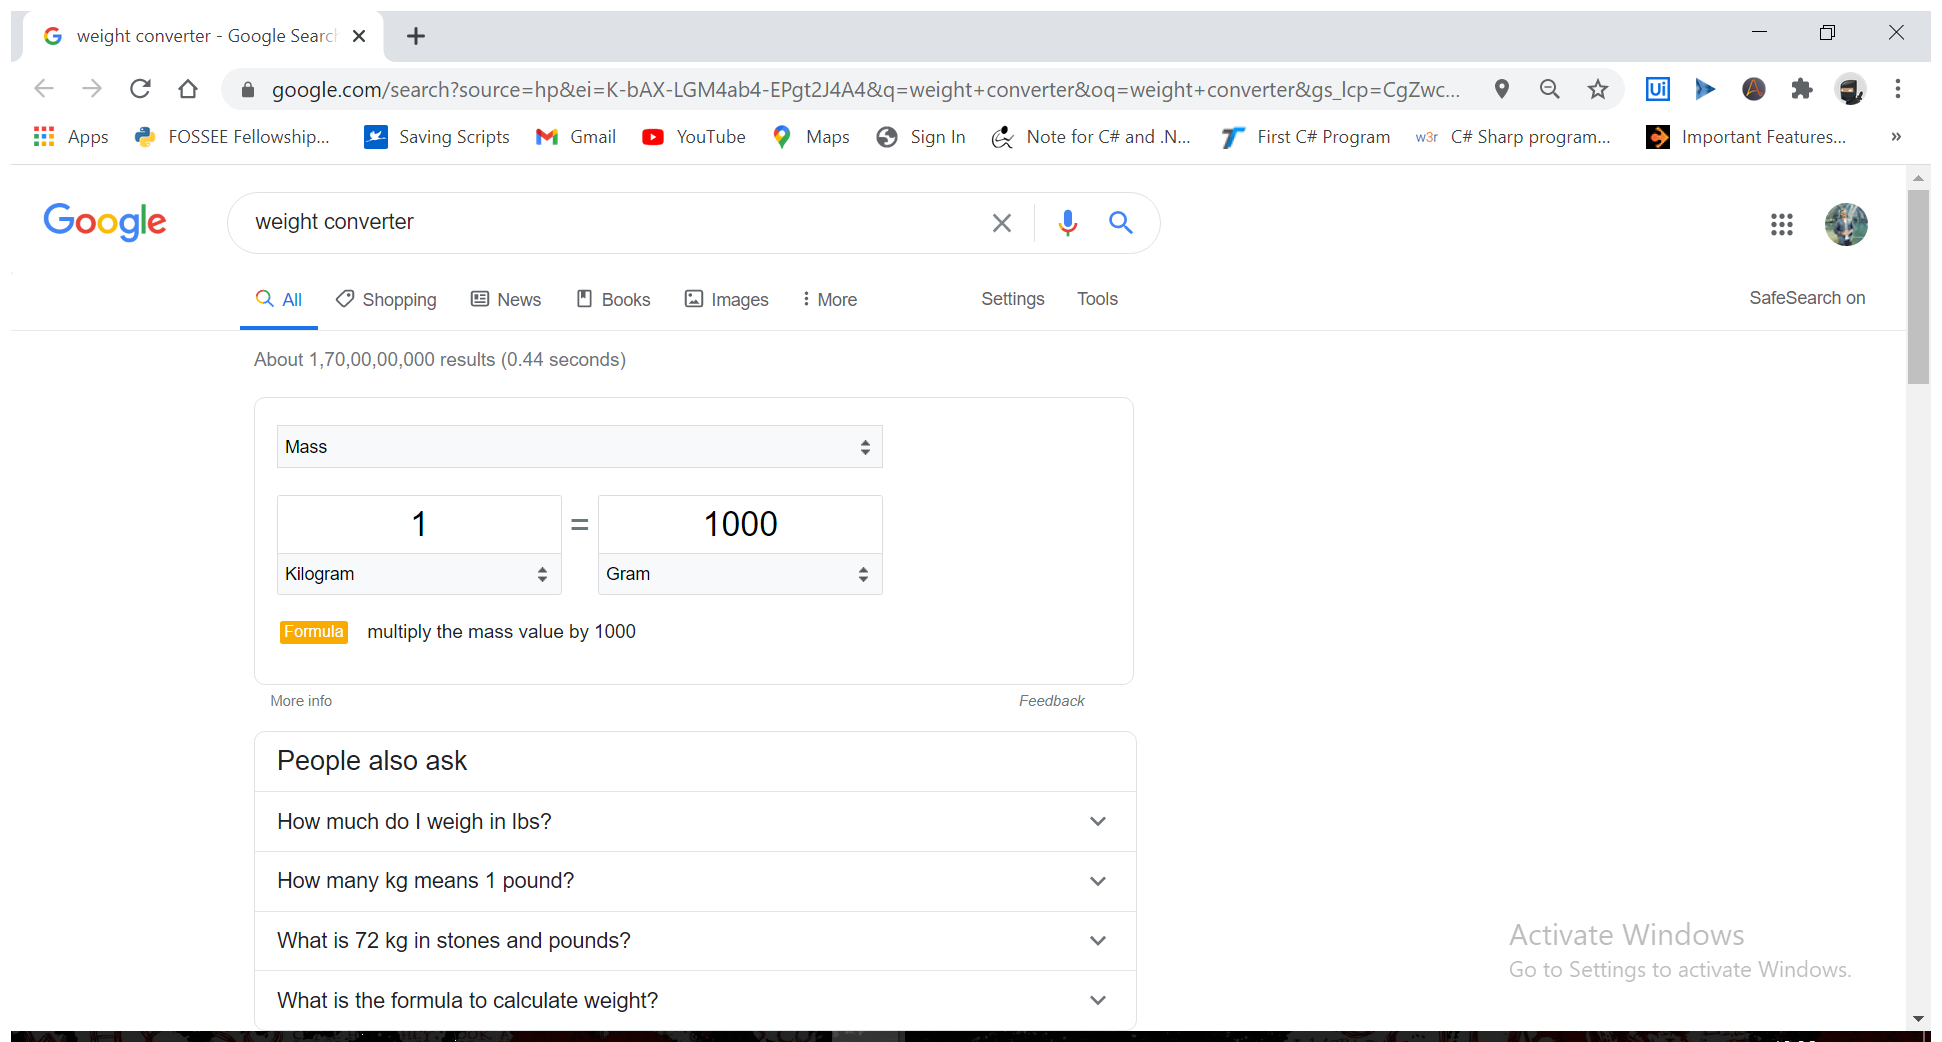 weight converter - Google Search
google.com/search?source=hp&ei=K-bAX-LGM4ab4-EPgt2J4A4&q=weight+converter&oq=weight+converter&gs_lcp=CgZwc...
Apps FOSSEE Fellowship... Saving Scripts Gmail YouTube Maps Sign In Note for C# and .N... First C# Program w3r C# Sharp program... Important Features... »
Google weight converter
All Shopping News Books Images More Settings Tools SafeSearch on
About 1,70,00,00,000 results (0.44 seconds)
Mass
1 = 1000
Kilogram Gram
Formula multiply the mass value by 1000
More info Feedback
People also ask
How much do I weigh in lbs?
How many kg means 1 pound?
What is 72 kg in stones and pounds?
What is the formula to calculate weight?
Activate Windows
Go to Settings to activate Windows.